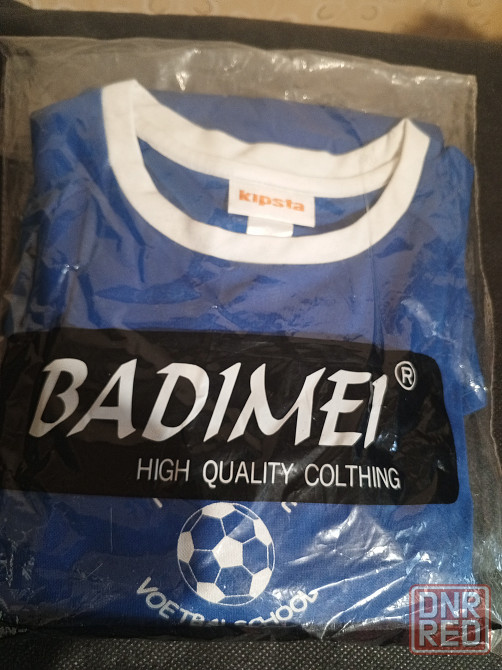 kipsta
BADIMEI®
HIGH QUALITY COLTHING
VOETBALSCHOOL
DNR
RED